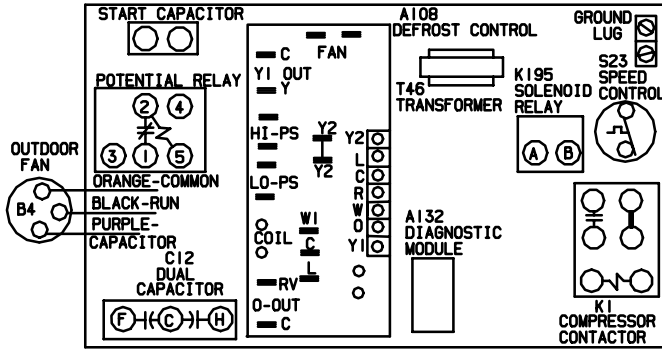 START CAPACITOR
POTENTIAL RELAY
2
4
3
1
5
OUTDOOR
FAN
B4
ORANGE-COMMON
BLACK-RUN
PURPLE-
CAPACITOR
C12
DUAL
CAPACITOR
F
C
H
C
FAN
Y1 OUT
Y
HI-PS
Y2
Y2
LO-PS
W1
COIL
C
L
RV
O-OUT
C
Y2
L
C
R
W
O
Y1
A108
DEFROST CONTROL
T46
TRANSFORMER
A132
DIAGNOSTIC
MODULE
K195
SOLENOID
RELAY
A
B
GROUND
LUG
S23
SPEED
CONTROL
K1
COMPRESSOR
CONTACTOR